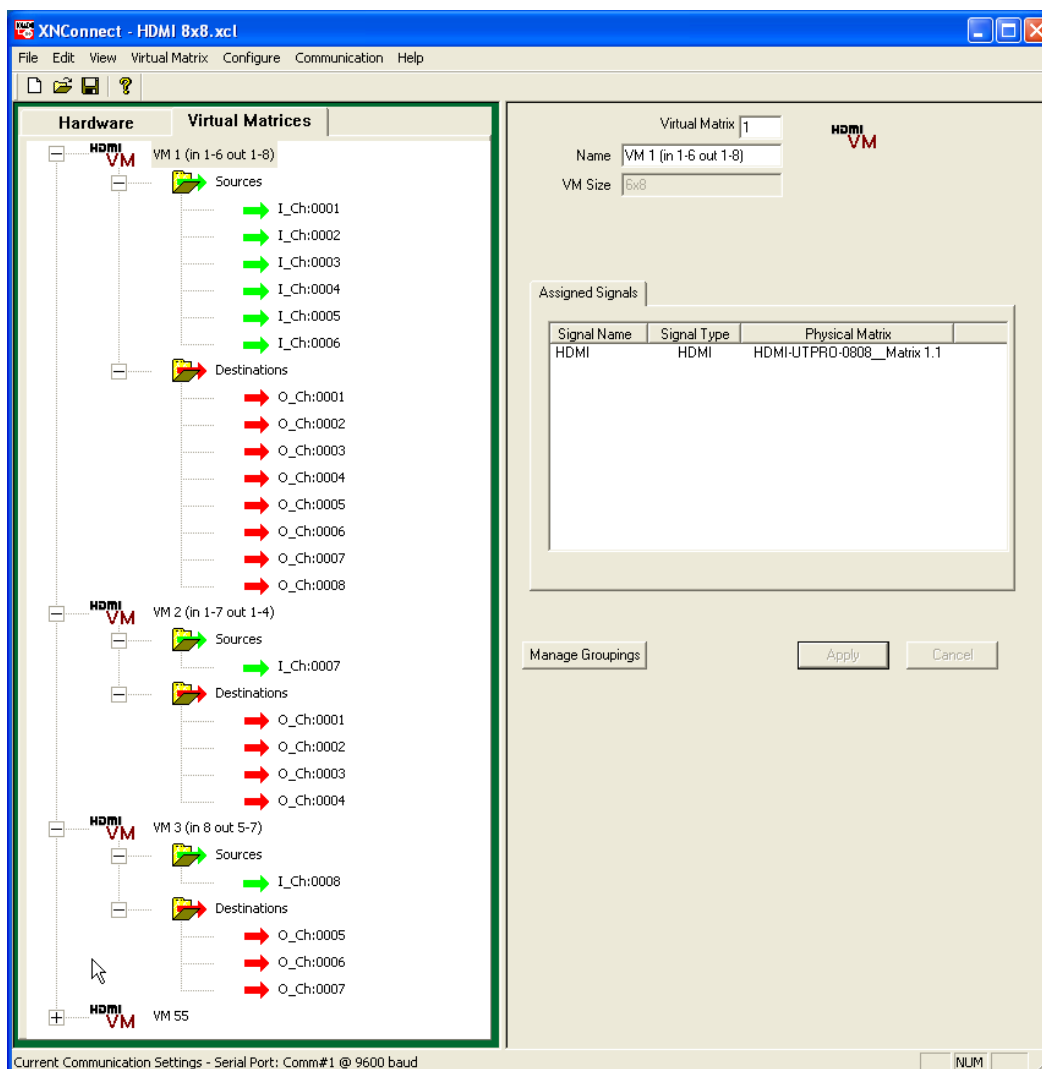 XNConnect - HDMI 8x8.xcl
File Edit View Virtual Matrix Configure Communication Help
Hardware Virtual Matrices
HDMI VM VM 1 (in 1-6 out 1-8)
Sources
I_Ch:0001
I_Ch:0002
I_Ch:0003
I_Ch:0004
I_Ch:0005
I_Ch:0006
Destinations
O_Ch:0001
O_Ch:0002
O_Ch:0003
O_Ch:0004
O_Ch:0005
O_Ch:0006
O_Ch:0007
O_Ch:0008
HDMI VM VM 2 (in 1-7 out 1-4)
Sources
I_Ch:0007
Destinations
O_Ch:0001
O_Ch:0002
O_Ch:0003
O_Ch:0004
HDMI VM VM 3 (in 8 out 5-7)
Sources
I_Ch:0008
Destinations
O_Ch:0005
O_Ch:0006
O_Ch:0007
HDMI VM VM 55
Virtual Matrix 1
HDMI VM
Name VM 1 (in 1-6 out 1-8)
VM Size 6x8
Assigned Signals
Signal Name Signal Type Physical Matrix
HDMI HDMI HDMI-UTPRO-0808__Matrix 1.1
Manage Groupings Apply Cancel
Current Communication Settings - Serial Port: Comm#1 @ 9600 baud NUM